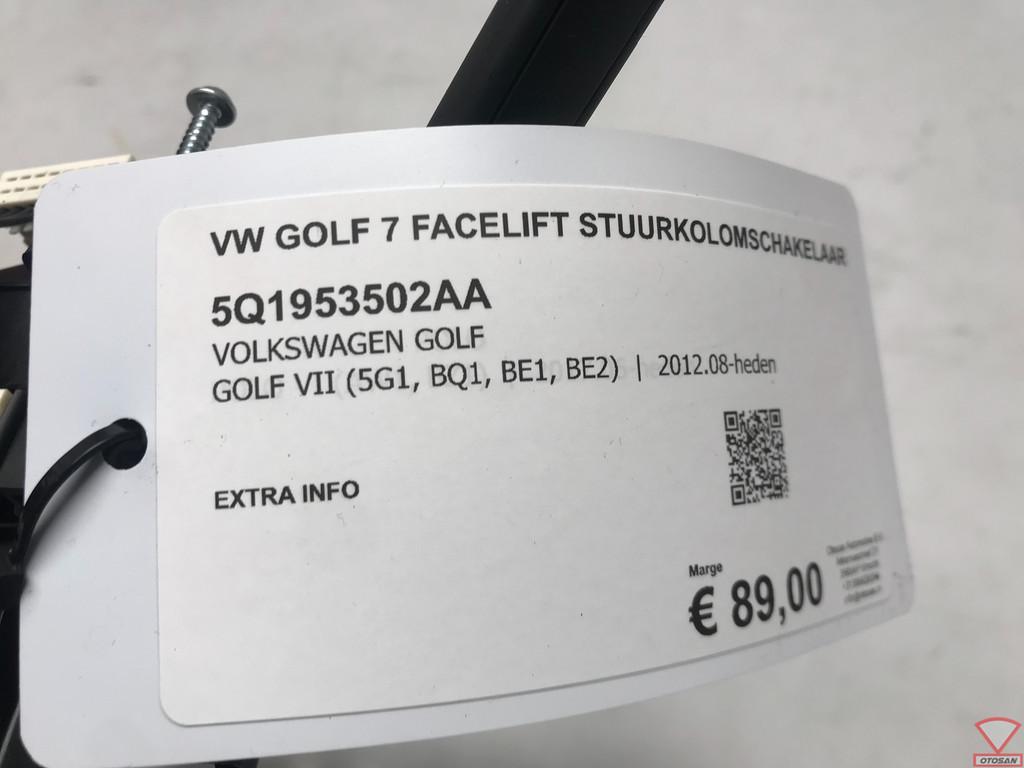 VW GOLF 7 FACELIFT STUURKOLOMSCHAKELAAR
5Q1953502AA
VOLKSWAGEN GOLF
GOLF VII (5G1, BQ1, BE1, BE2) | 2012.08-heden
EXTRA INFO
Marge
€ 89,00
OTOSAN